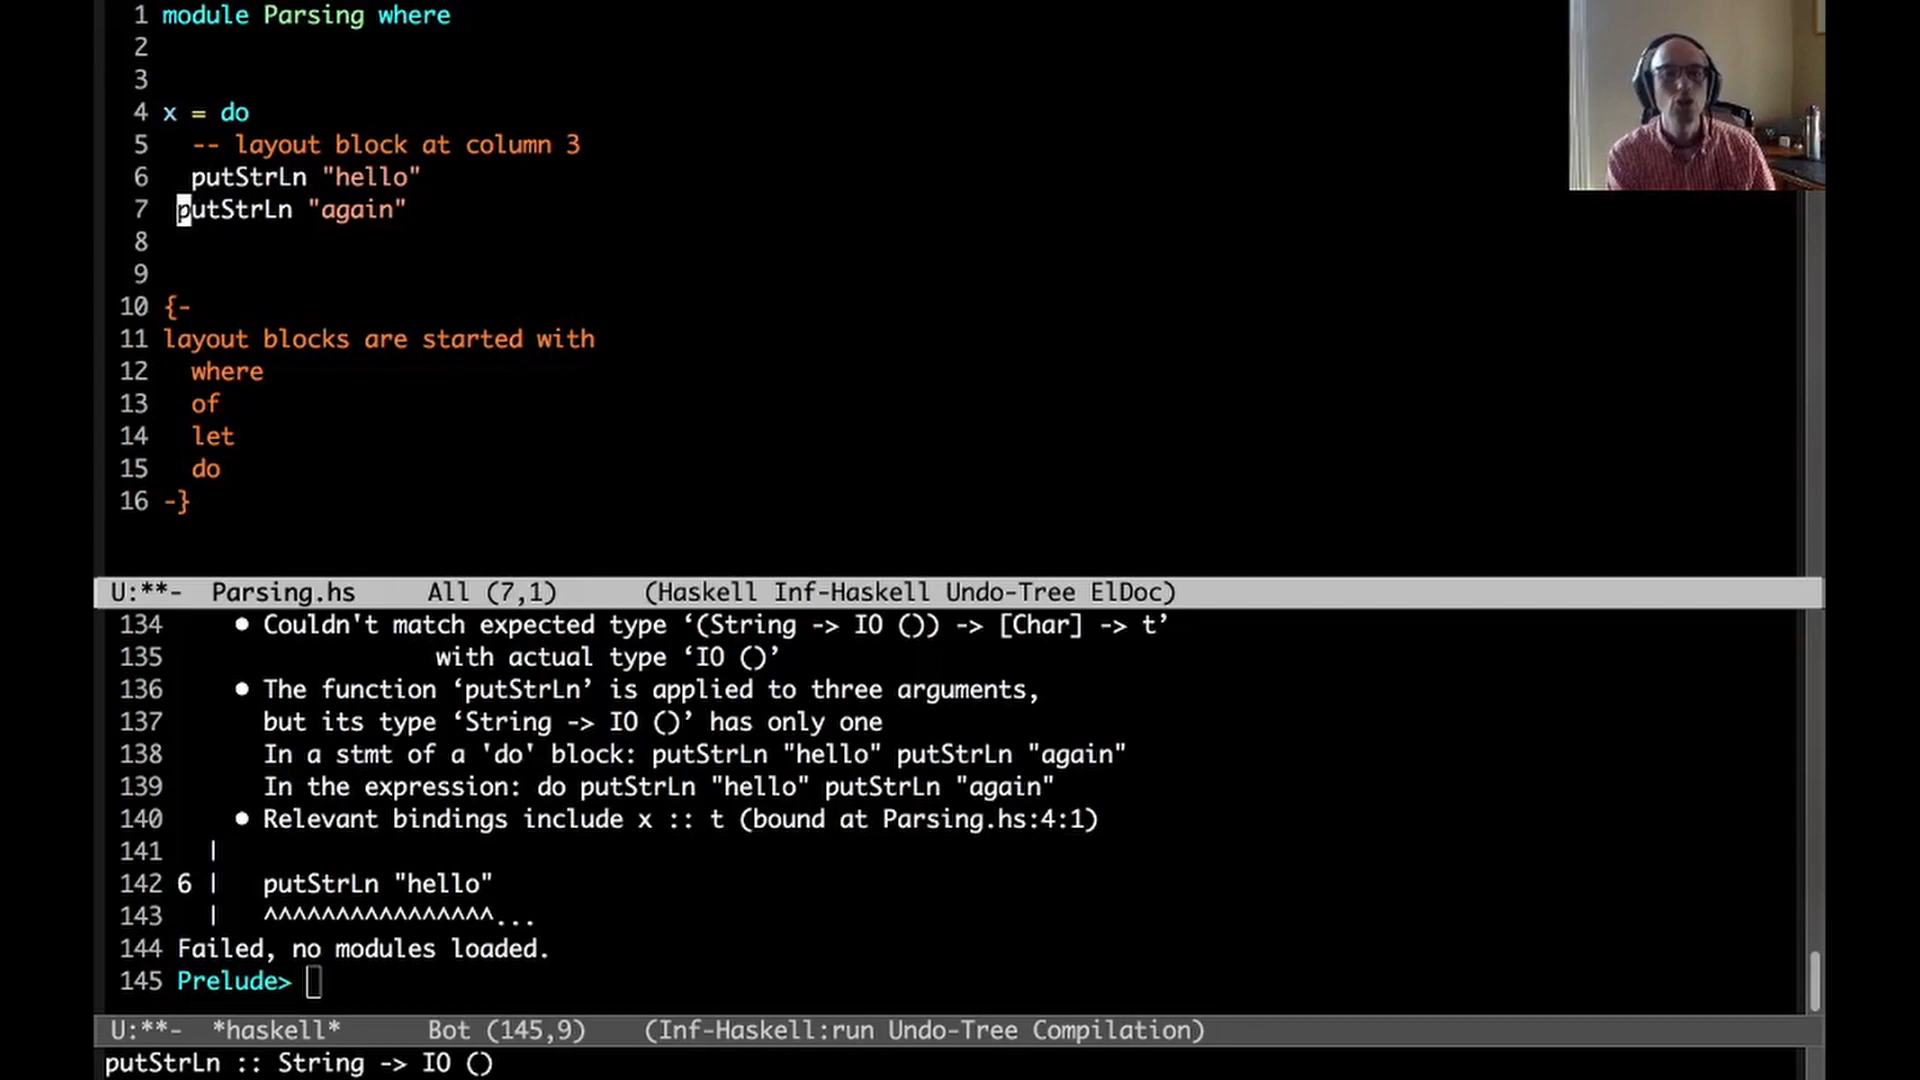 1 module Parsing where
2
3
4 x = do
5   -- layout block at column 3
6   putStrLn "hello"
7  putStrLn "again"
8
9
10 {-
11 layout blocks are started with
12   where
13   of
14   let
15   do
16 -}
U:**-  Parsing.hs     All (7,1)      (Haskell Inf-Haskell Undo-Tree ElDoc)
134     • Couldn't match expected type ‘(String -> IO ()) -> [Char] -> t’
135                   with actual type ‘IO ()’
136     • The function ‘putStrLn’ is applied to three arguments,
137       but its type ‘String -> IO ()’ has only one
138       In a stmt of a 'do' block: putStrLn "hello" putStrLn "again"
139       In the expression: do putStrLn "hello" putStrLn "again"
140     • Relevant bindings include x :: t (bound at Parsing.hs:4:1)
141   |
142 6 |   putStrLn "hello"
143   |   ^^^^^^^^^^^^^^^^...
144 Failed, no modules loaded.
145 Prelude>
U:**-  *haskell*      Bot (145,9)    (Inf-Haskell:run Undo-Tree Compilation)
putStrLn :: String -> IO ()